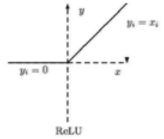 y
yᵢ = xᵢ
yᵢ = 0
x
ReLU